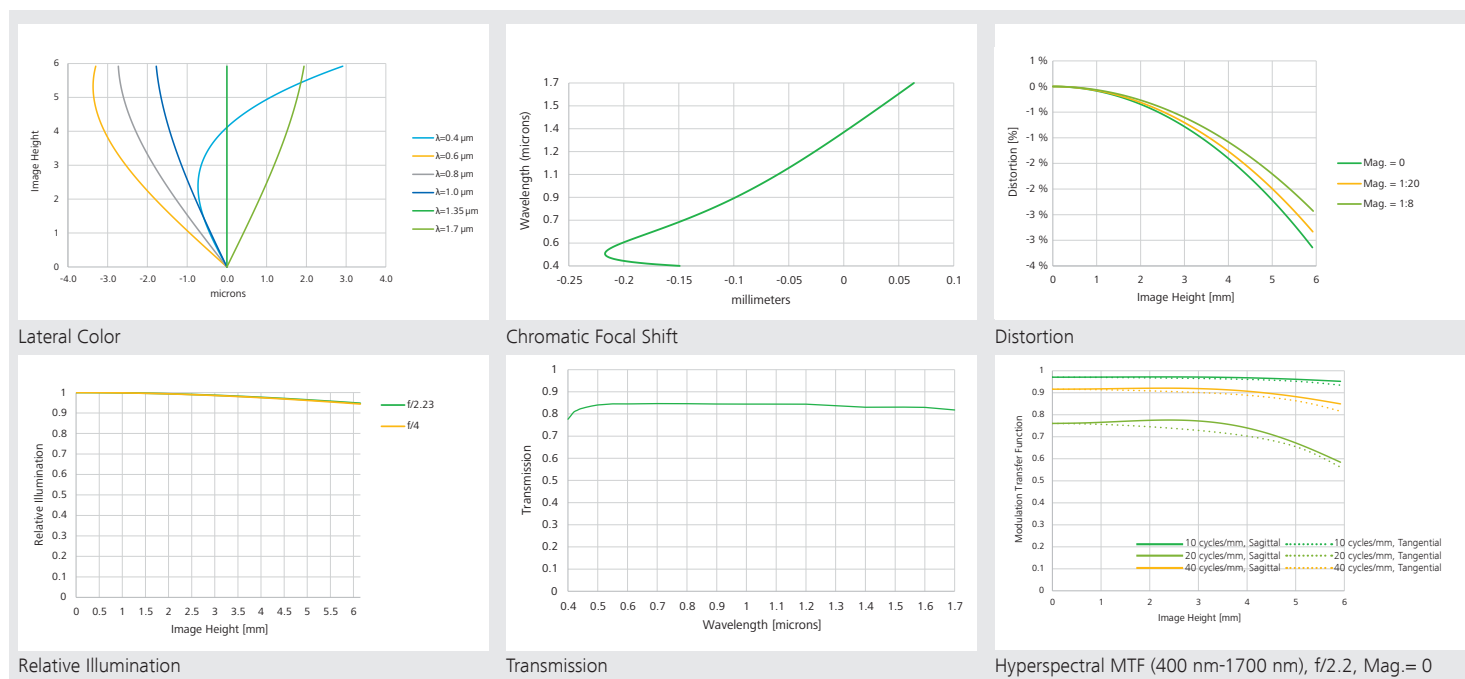 6
5
4
3
2
1
0
Image Height
-4.0 -3.0 -2.0 -1.0 0.0 1.0 2.0 3.0 4.0
microns
λ=0.4 µm
λ=0.6 µm
λ=0.8 µm
λ=1.0 µm
λ=1.35 µm
λ=1.7 µm
Lateral Color
1.7
1.5
1.4
1.2
1.1
0.9
0.7
0.6
0.4
Wavelength (microns)
-0.25 -0.2 -0.15 -0.1 -0.05 0 0.05 0.1
millimeters
Chromatic Focal Shift
1 %
0 %
-1 %
-1 %
-2 %
-2 %
-3 %
-3 %
-4 %
Distortion [%]
0 1 2 3 4 5 6
Image Height [mm]
Mag. = 0
Mag. = 1:20
Mag. = 1:8
Distortion
1
0.9
0.8
0.7
0.6
0.5
0.4
0.3
0.2
0.1
0
Relative Illumination
0 0.5 1 1.5 2 2.5 3 3.5 4 4.5 5 5.5 6
Image Height [mm]
f/2.23
f/4
Relative Illumination
1
0.9
0.8
0.7
0.6
0.5
0.4
0.3
0.2
0.1
0
Transmission
0.4 0.5 0.6 0.7 0.8 0.9 1 1.1 1.2 1.3 1.4 1.5 1.6 1.7
Wavelength [microns]
Transmission
1
0.9
0.8
0.7
0.6
0.5
0.4
0.3
0.2
0.1
0
Modulation Transfer Function
10 cycles/mm, Sagittal 10 cycles/mm, Tangential
20 cycles/mm, Sagittal 20 cycles/mm, Tangential
40 cycles/mm, Sagittal 40 cycles/mm, Tangential
0 1 2 3 4 5 6
Image Height [mm]
Hyperspectral MTF (400 nm-1700 nm), f/2.2, Mag.= 0